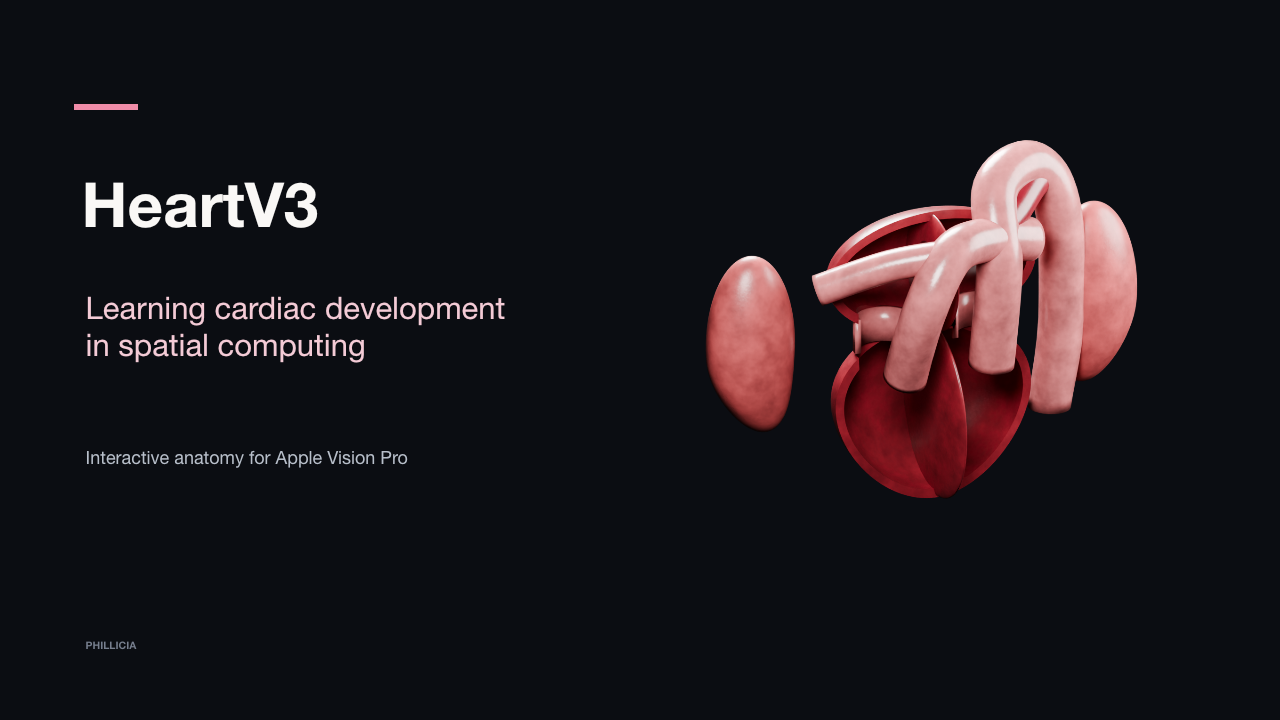 HeartV3
Learning cardiac development
in spatial computing
Interactive anatomy for Apple Vision Pro
PHILLICIA